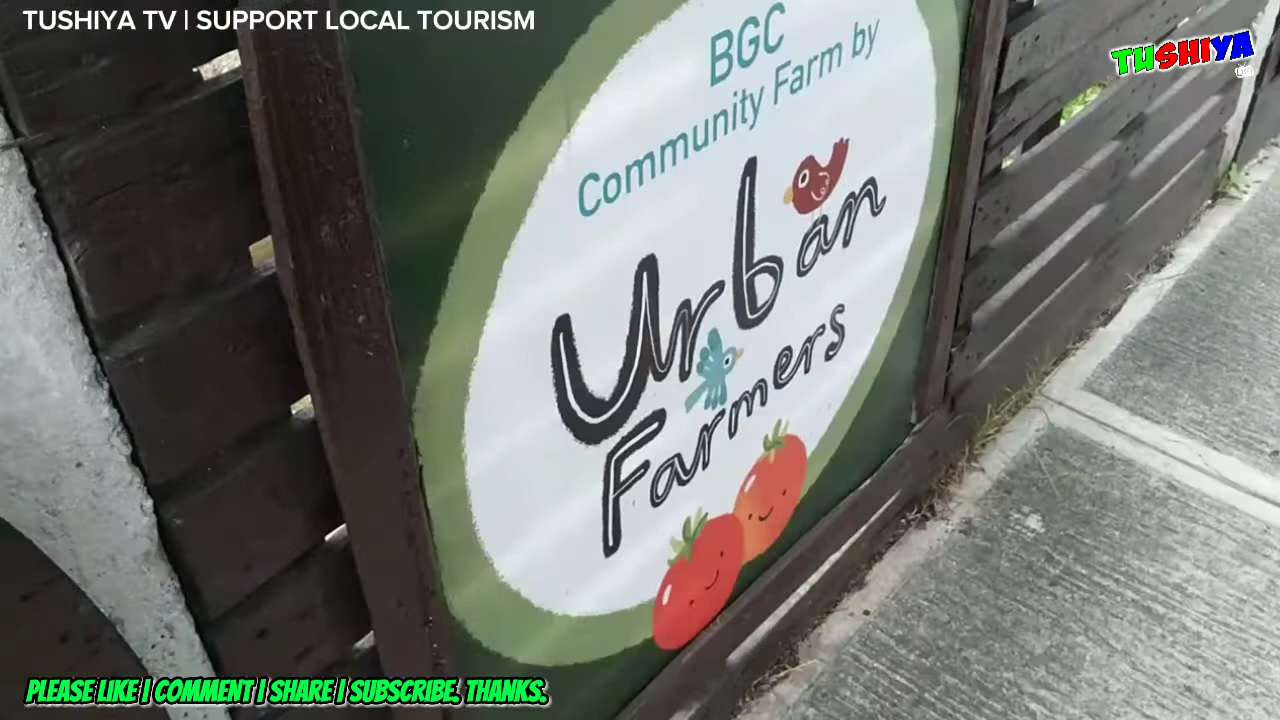 TUSHIYA TV | SUPPORT LOCAL TOURISM
TUSHIYA
BGC
Community Farm by
Urban
Farmers
PLEASE LIKE | COMMENT | SHARE | SUBSCRIBE. THANKS.